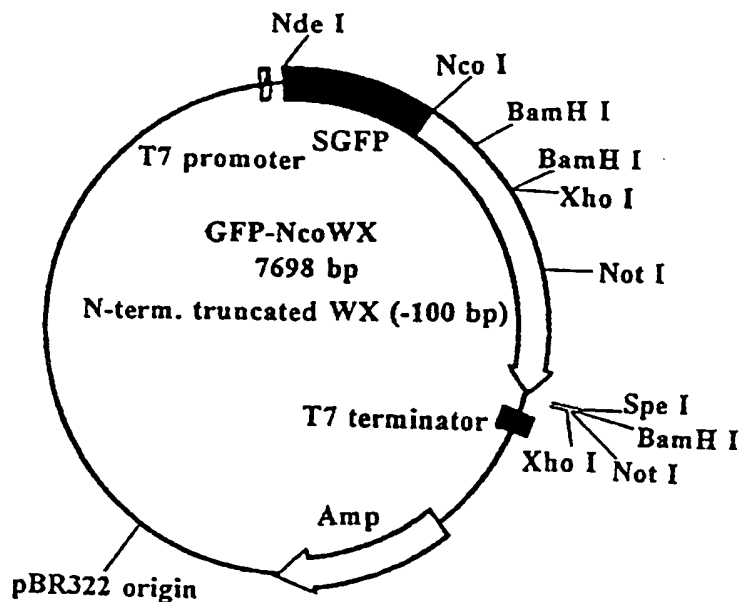 Nde I
Nco I
BamH I
SGFP
T7 promoter
BamH I
Xho I
GFP-NcoWX
7698 bp
Not I
N-term. truncated WX (-100 bp)
Spe I
T7 terminator
BamH I
Xho I
Not I
Amp
pBR322 origin